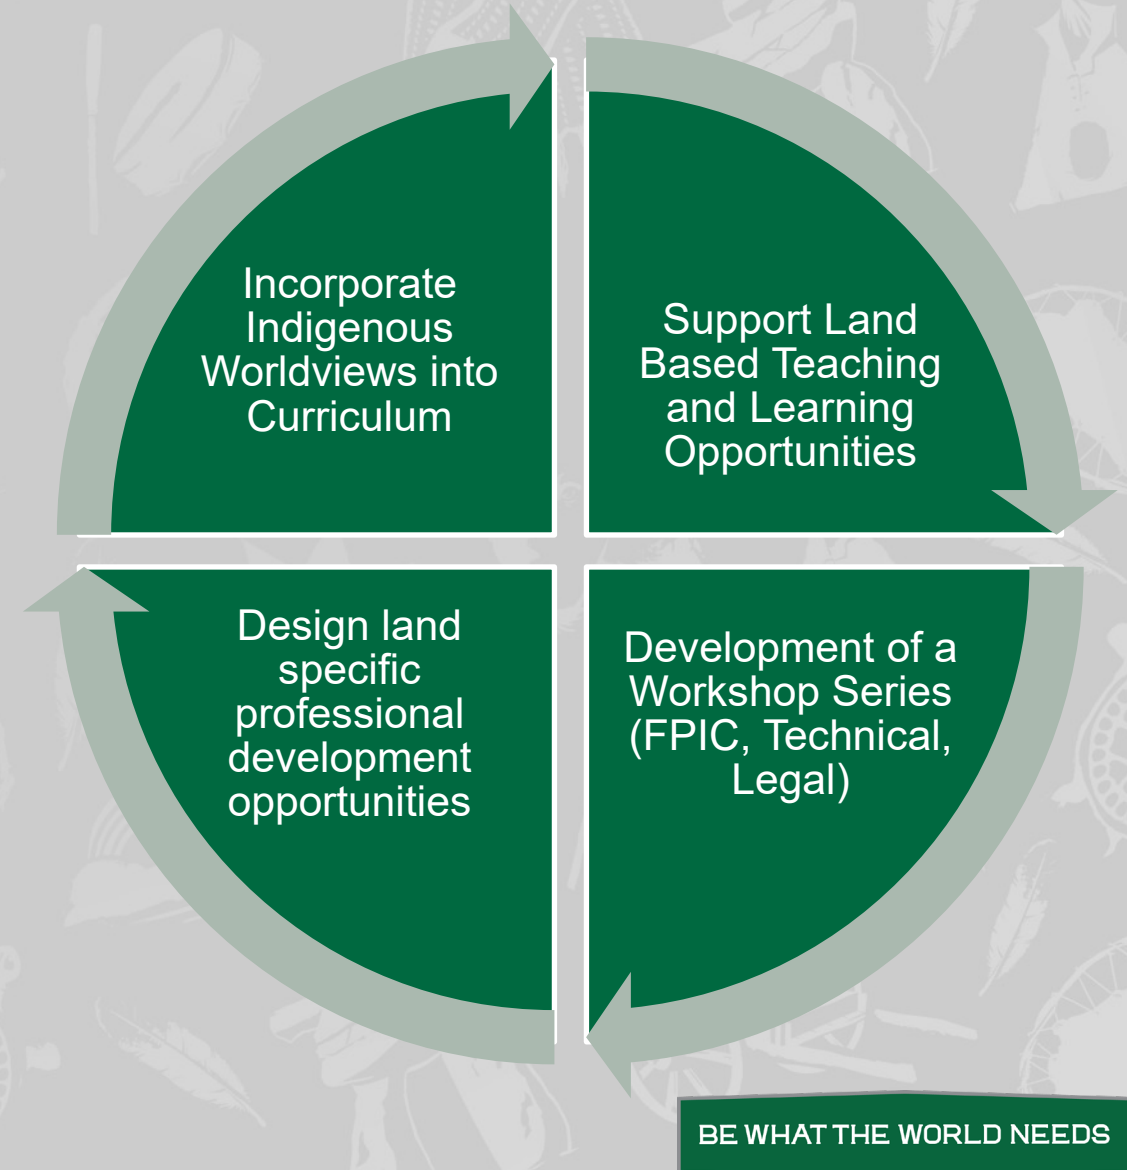 Incorporate
Indigenous
Worldviews into
Curriculum
Support Land
Based Teaching
and Learning
Opportunities
Design land
specific
professional
development
opportunities
Development of a
Workshop Series
(FPIC, Technical,
Legal)
BE WHAT THE WORLD NEEDS